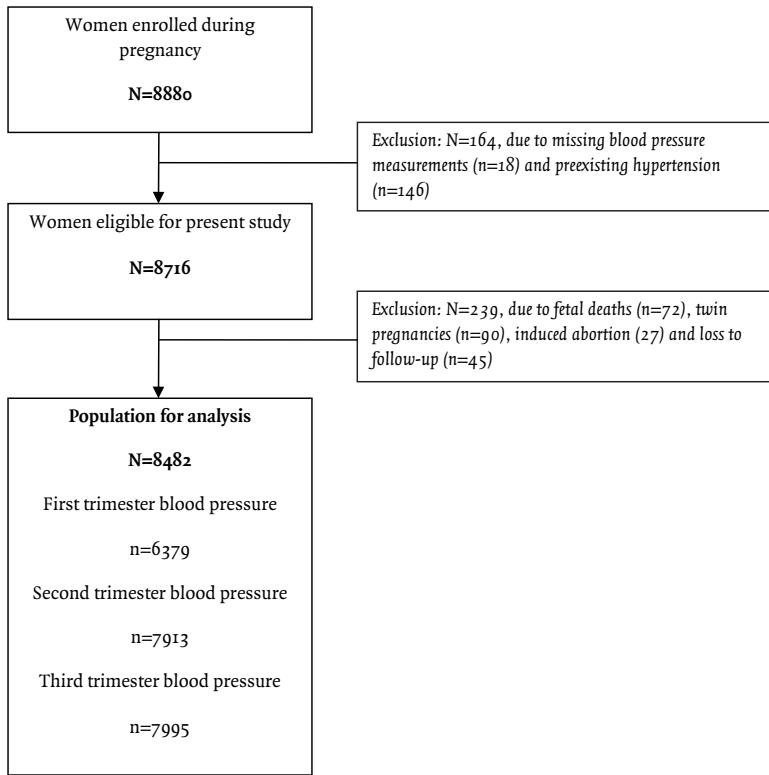 Women enrolled during
pregnancy
N=8880
Exclusion: N=164, due to missing blood pressure
measurements (n=18) and preexisting hypertension
(n=146)
Women eligible for present study
N=8716
Exclusion: N=239, due to fetal deaths (n=72), twin
pregnancies (n=90), induced abortion (27) and loss to
follow-up (n=45)
Population for analysis
N=8482
First trimester blood pressure
n=6379
Second trimester blood pressure
n=7913
Third trimester blood pressure
n=7995